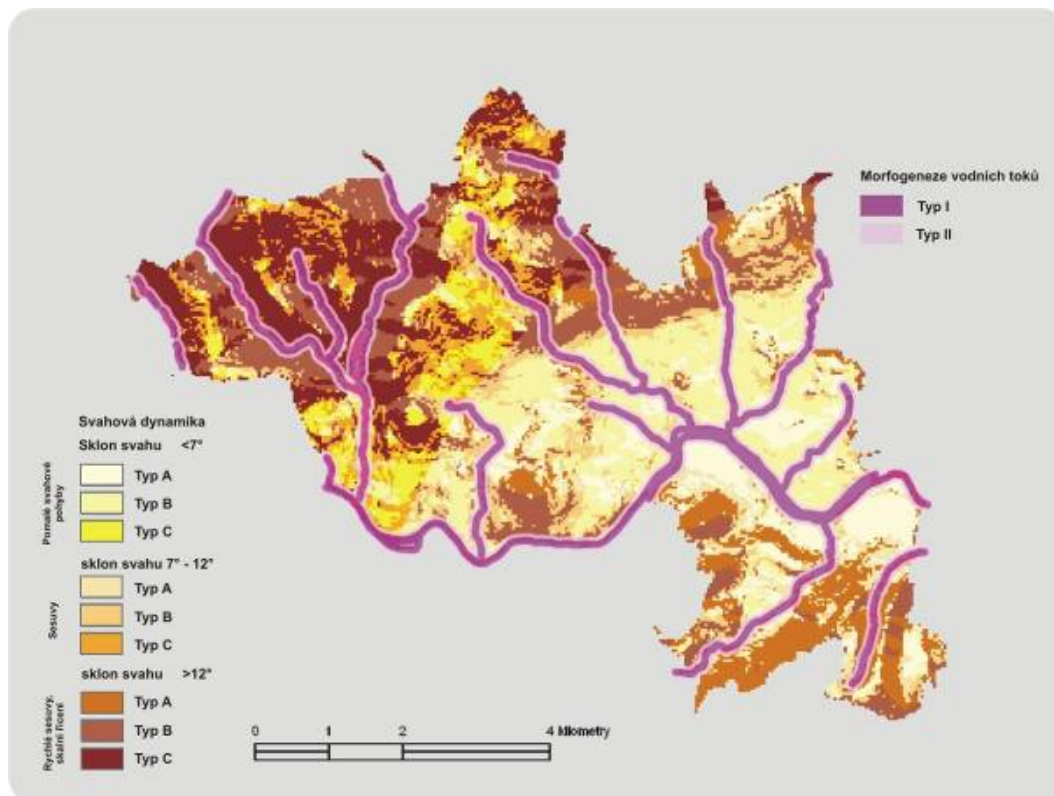 Morfogeneze vodních toků
Typ I
Typ II
Svahová dynamika
Sklon svahu <7°
Pomalé svahové
pohyby
Typ A
Typ B
Typ C
sklon svahu 7° - 12°
Sesuvy
Typ A
Typ B
Typ C
sklon svahu >12°
Rychlé sesuvy,
skalní řícení
Typ A
Typ B
Typ C
0 1 2 4 kilometry